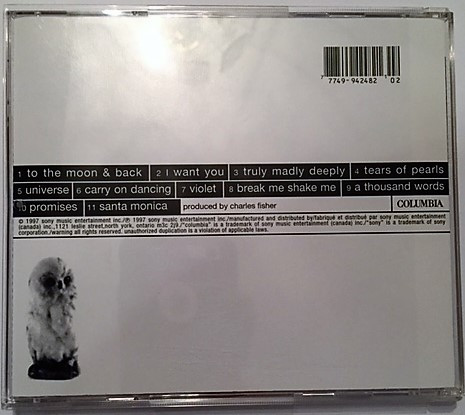 7 7749-942482 02
1 to the moon & back 2 I want you 3 truly madly deeply 4 tears of pearls
5 universe 6 carry on dancing 7 violet 8 break me shake me 9 a thousand words
10 promises 11 santa monica produced by charles fisher COLUMBIA
© 1997 sony music entertainment inc./℗ 1997 sony music entertainment inc./manufactured and distributed by/fabriqué et distribué par sony music entertainment
(canada) inc.,1121 leslie street,north york, ontario m3c 2j9./"columbia" is a trademark of sony music entertainment (canada) inc./"sony" is a trademark of sony
corporation./warning all rights reserved. unauthorized duplication is a violation of applicable laws.